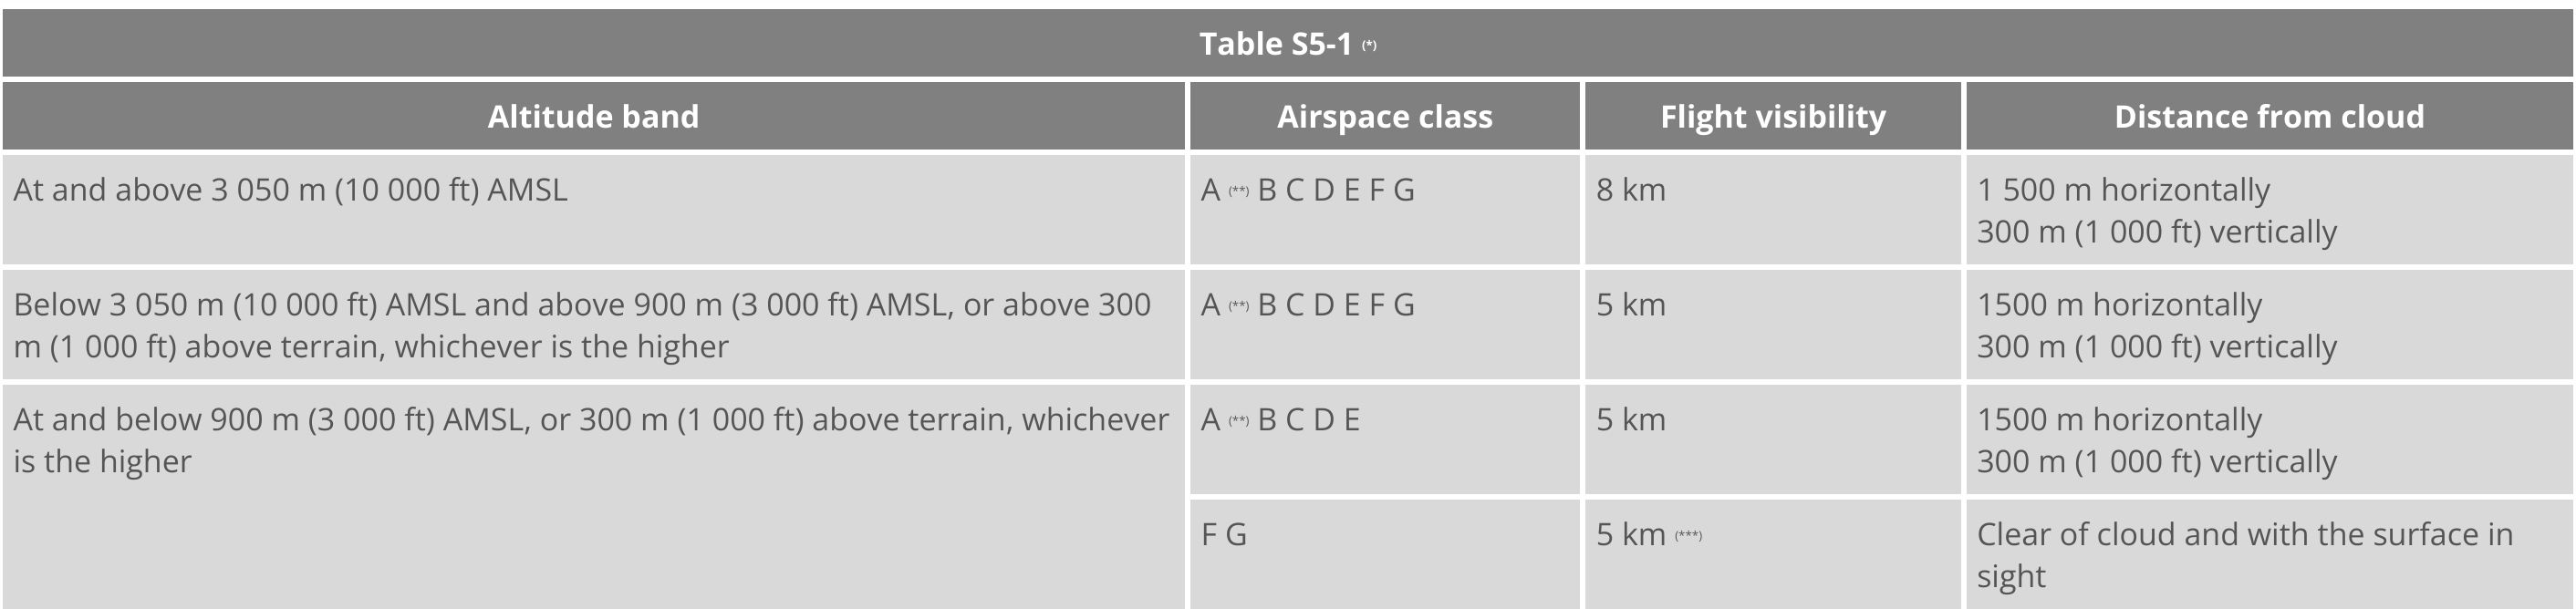 Table S5-1 (*)
Altitude band Airspace class Flight visibility Distance from cloud
At and above 3 050 m (10 000 ft) AMSL
A (**) B C D E F G
8 km
1 500 m horizontally
300 m (1 000 ft) vertically
Below 3 050 m (10 000 ft) AMSL and above 900 m (3 000 ft) AMSL, or above 300
m (1 000 ft) above terrain, whichever is the higher
A (**) B C D E F G
5 km
1500 m horizontally
300 m (1 000 ft) vertically
At and below 900 m (3 000 ft) AMSL, or 300 m (1 000 ft) above terrain, whichever
is the higher
A (**) B C D E
5 km
1500 m horizontally
300 m (1 000 ft) vertically
F G
5 km (***)
Clear of cloud and with the surface in
sight